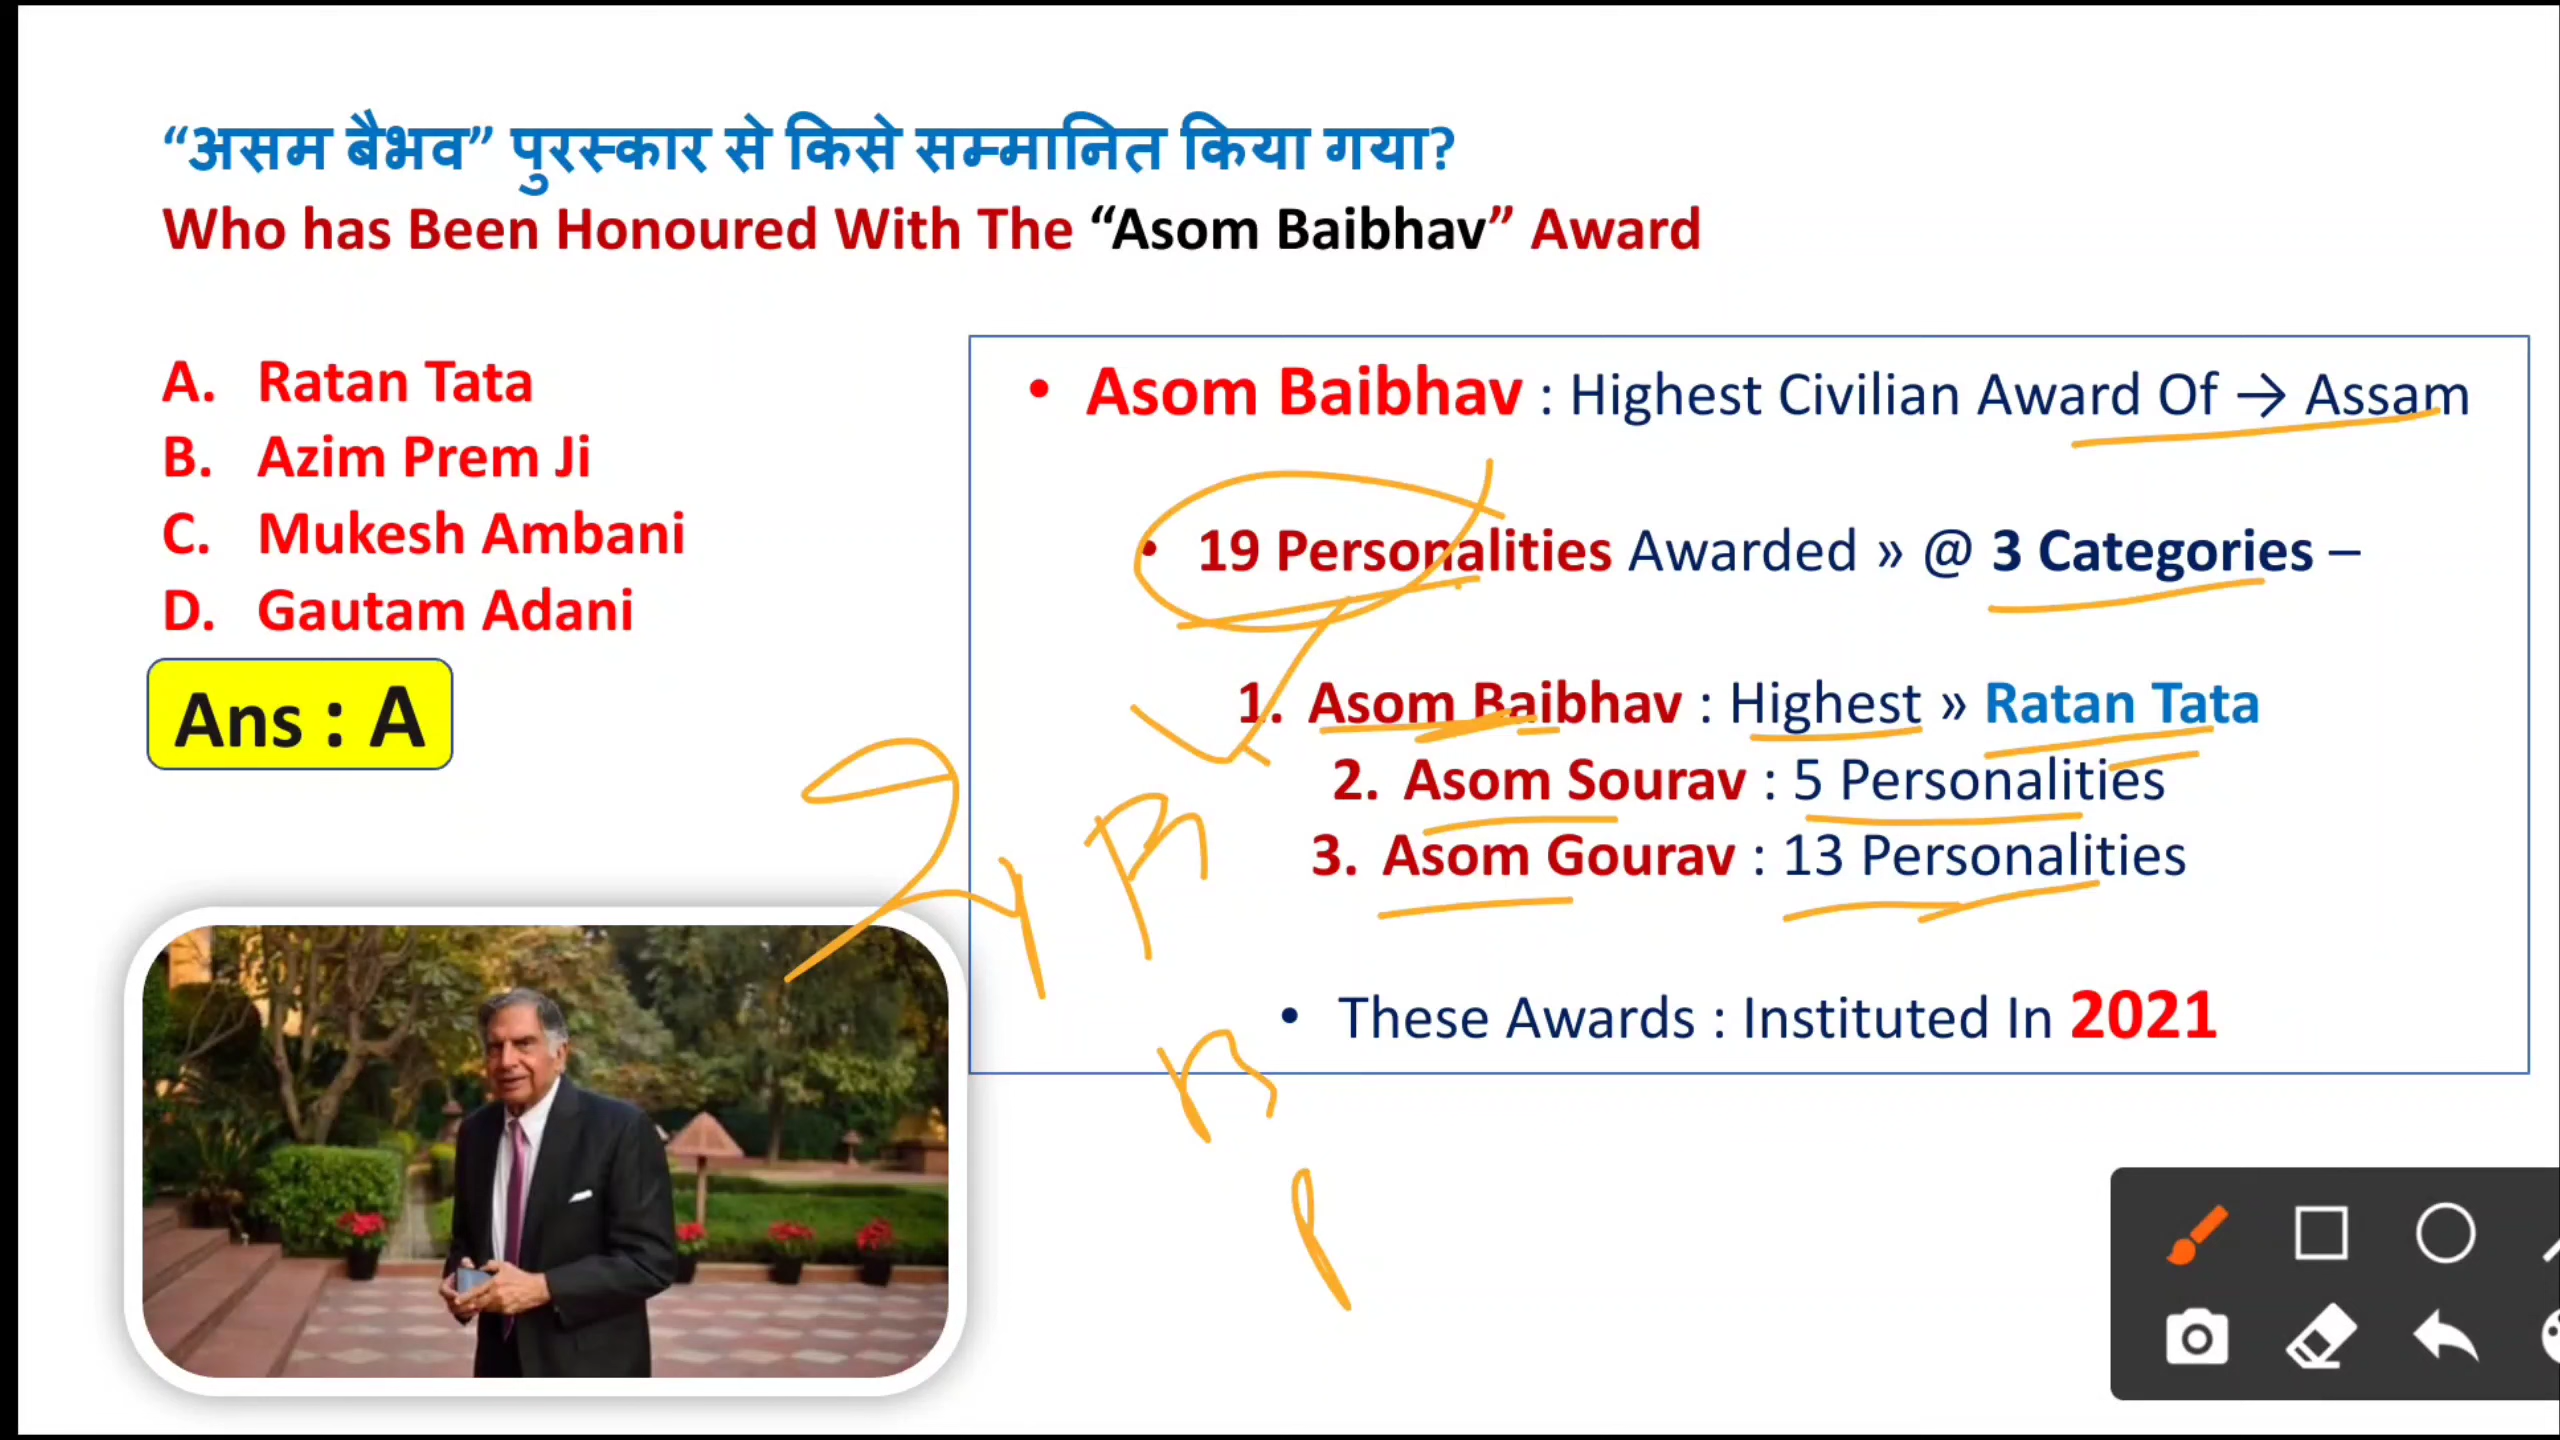 “असम बैभव” पुरस्कार से किसे सम्मानित किया गया?
Who has Been Honoured With The “Asom Baibhav” Award
A. Ratan Tata
B. Azim Prem Ji
C. Mukesh Ambani
D. Gautam Adani
Ans : A
• Asom Baibhav : Highest Civilian Award Of → Assam
• 19 Personalities Awarded » @ 3 Categories –
1. Asom Baibhav : Highest » Ratan Tata
2. Asom Sourav : 5 Personalities
3. Asom Gourav : 13 Personalities
• These Awards : Instituted In 2021